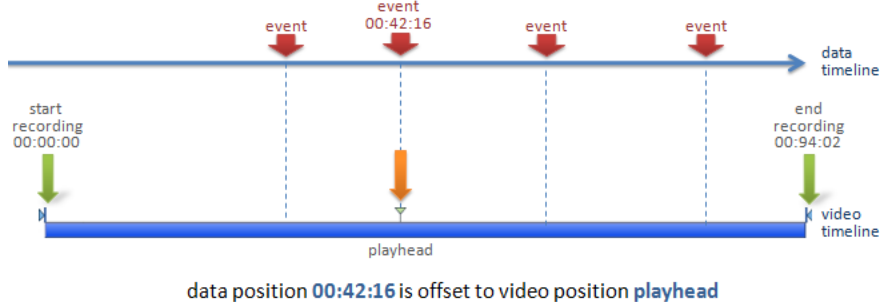 event
event
00:42:16
event
event
data
timeline
start
recording
00:00:00
end
recording
00:94:02
video
timeline
playhead
data position 00:42:16 is offset to video position playhead